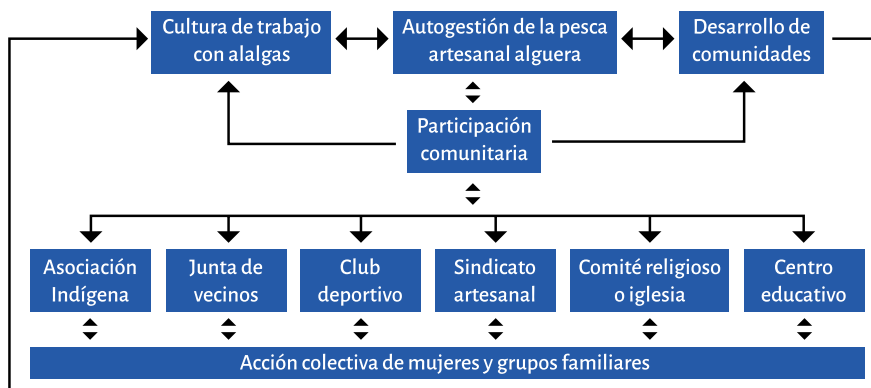 Cultura de trabajo
con alalgas
Autogestión de la pesca
artesanal alguera
Desarrollo de
comunidades
Participación
comunitaria
Asociación
Indígena
Junta de
vecinos
Club
deportivo
Sindicato
artesanal
Comité religioso
o iglesia
Centro
educativo
Acción colectiva de mujeres y grupos familiares